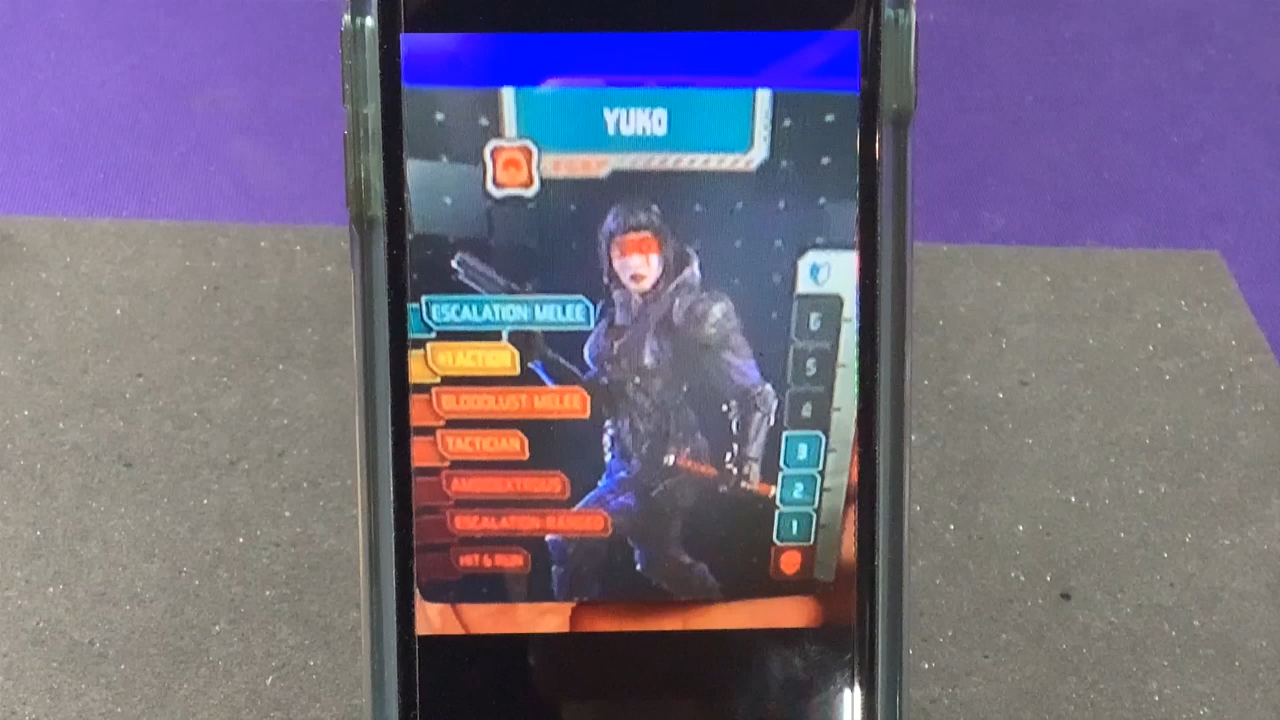 YUKO
ESCALATION MELEE
+1 ACTION
BLOODLUST MELEE
TACTICIAN
AMBIDEXTROUS
ESCALATION RANGED
HIT & RUN
6
5
4
3
2
1